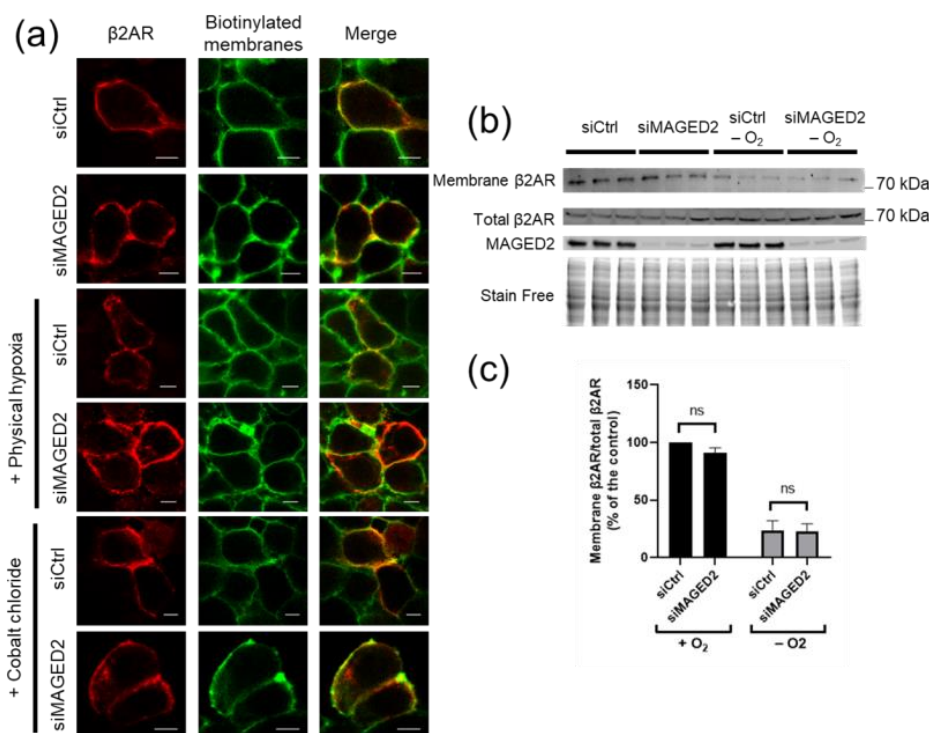 (a)
β2AR
Biotinylated
membranes
Merge
siCtrl
siMAGED2
+ Physical hypoxia
siCtrl
siMAGED2
+ Cobalt chloride
siCtrl
siMAGED2
(b)
siCtrl
siMAGED2
siCtrl
– O₂
siMAGED2
– O₂
Membrane β2AR
70 kDa
Total β2AR
70 kDa
MAGED2
Stain Free
(c)
Membrane β2AR/total β2AR
(% of the control)
150
100
50
0
ns
ns
siCtrl
siMAGED2
siCtrl
siMAGED2
+ O₂
– O2